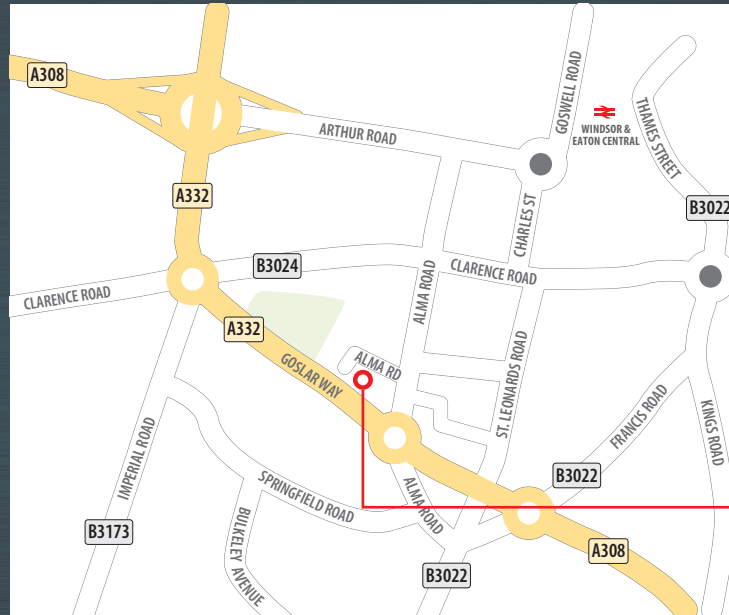 A308
GOSWELL ROAD
WINDSOR &
EATON CENTRAL
THAMES STREET
ARTHUR ROAD
A332
CHARLES ST
B3022
B3024
CLARENCE ROAD
CLARENCE ROAD
ALMA ROAD
A332
GOSLAR WAY
ALMA RD
ST. LEONARDS ROAD
FRANCIS ROAD
KINGS ROAD
IMPERIAL ROAD
SPRINGFIELD ROAD
ALMA ROAD
B3022
BULKELEY AVENUE
B3173
A308
B3022